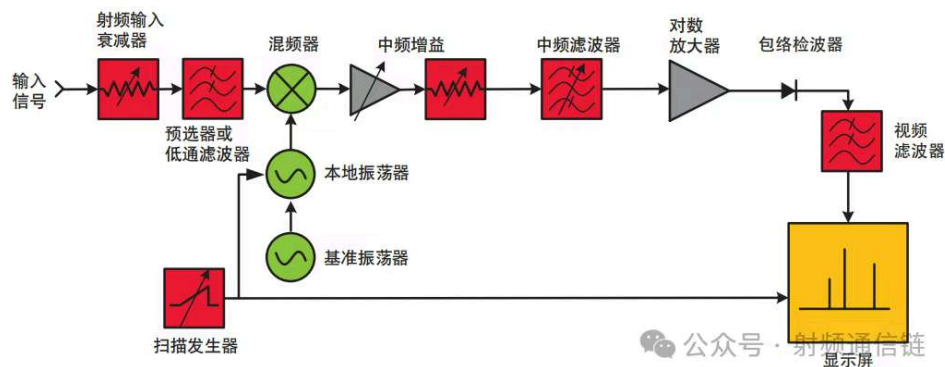 射频输入
衰减器
输入
信号
预选器或
低通滤波器
混频器
中频增益
中频滤波器
对数
放大器
包络检波器
视频
滤波器
本地振荡器
基准振荡器
扫描发生器
公众号 · 射频通信链
显示屏